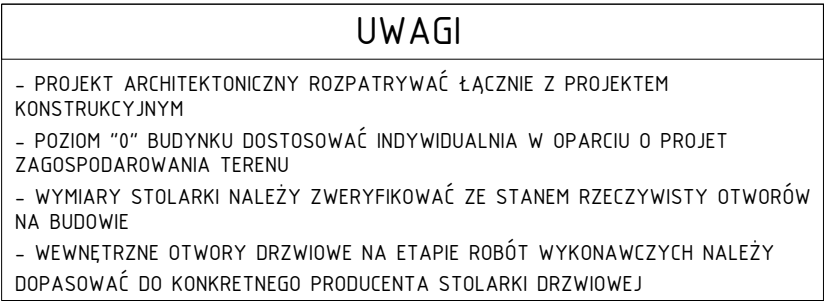 UWAGI
- PROJEKT ARCHITEKTONICZNY ROZPATRYWAĆ ŁĄCZNIE Z PROJEKTEM
KONSTRUKCYJNYM
- POZIOM "0" BUDYNKU DOSTOSOWAĆ INDYWIDUALNIA W OPARCIU O PROJET
ZAGOSPODAROWANIA TERENU
- WYMIARY STOLARKI NALEŻY ZWERYFIKOWAĆ ZE STANEM RZECZYWISTY OTWORÓW
NA BUDOWIE
- WEWNĘTRZNE OTWORY DRZWIOWE NA ETAPIE ROBÓT WYKONAWCZYCH NALEŻY
DOPASOWAĆ DO KONKRETNEGO PRODUCENTA STOLARKI DRZWIOWEJ